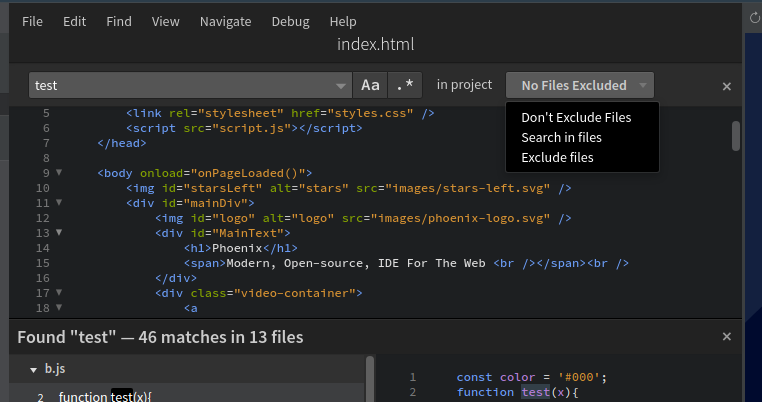 File Edit Find View Navigate Debug Help
index.html
test Aa .* in project No Files Excluded ×
Don't Exclude Files
Search in files
Exclude files
5 <link rel="stylesheet" href="styles.css" />
6 <script src="script.js"></script>
7 </head>
8
9 <body onload="onPageLoaded()">
10 <img id="starsLeft" alt="stars" src="images/stars-left.svg" />
11 <div id="mainDiv">
12 <img id="logo" alt="logo" src="images/phoenix-logo.svg" />
13 <div id="MainText">
14 <h1>Phoenix</h1>
15 <span>Modern, Open-source, IDE For The Web <br /></span><br />
16 </div>
17 <div class="video-container">
18 <a
Found "test" — 46 matches in 13 files ×
b.js
2 function test(x){
1 const color = '#000';
2 function test(x){